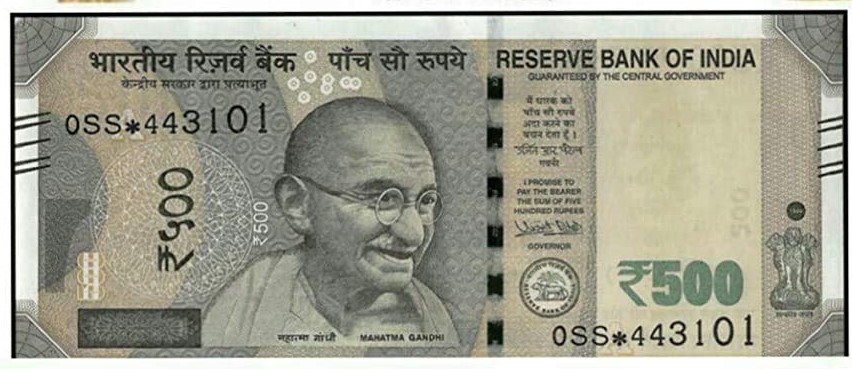 भारतीय रिज़र्व बैंक
केन्द्रीय सरकार द्वारा प्रत्याभूत
पाँच सौ रुपये
RESERVE BANK OF INDIA
GUARANTEED BY THE CENTRAL GOVERNMENT
0SS*443101
मैं धारक को
पाँच सौ रुपये
अदा करने का
वचन देता हूँ।
उर्जित आर पटेल
गवर्नर
I PROMISE TO
PAY THE BEARER
THE SUM OF FIVE
HUNDRED RUPEES
GOVERNOR
₹५००
₹500
500
₹500
RESERVE BANK OF
सत्यमेव जयते
महात्मा गांधी
MAHATMA GANDHI
0SS*443101